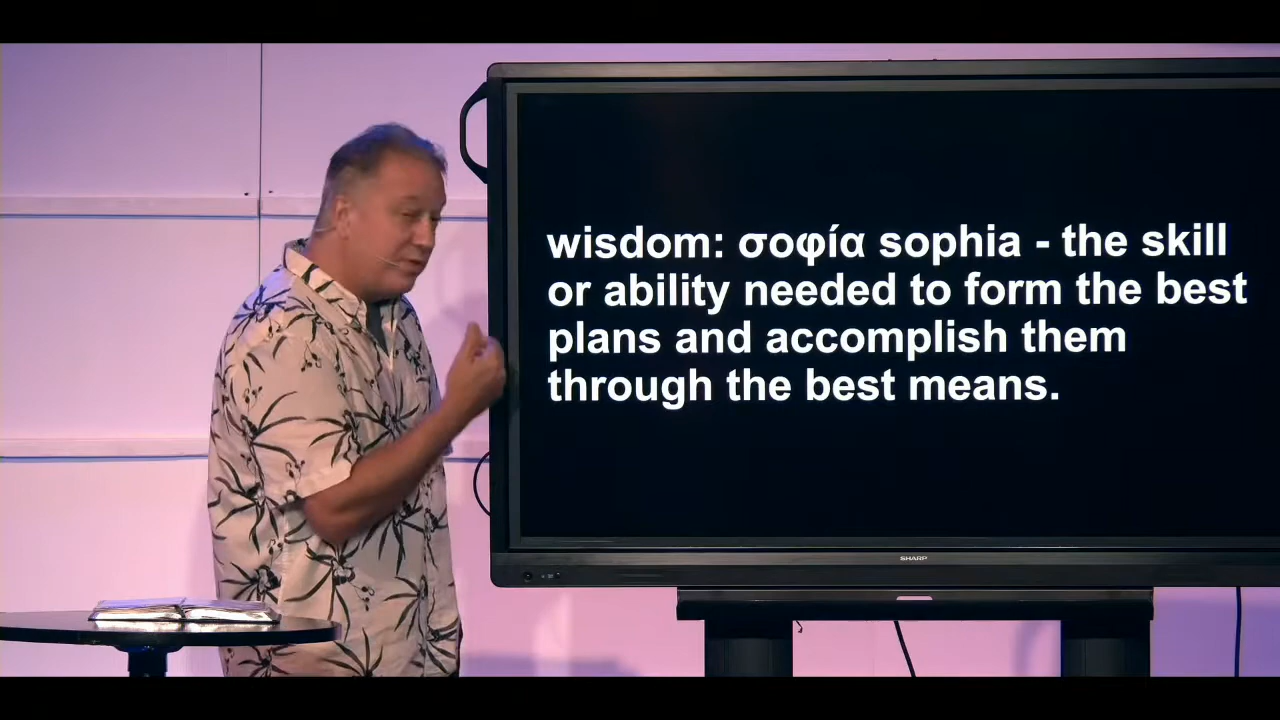 wisdom: σοφία sophia - the skill
or ability needed to form the best
plans and accomplish them
through the best means.
SHARP